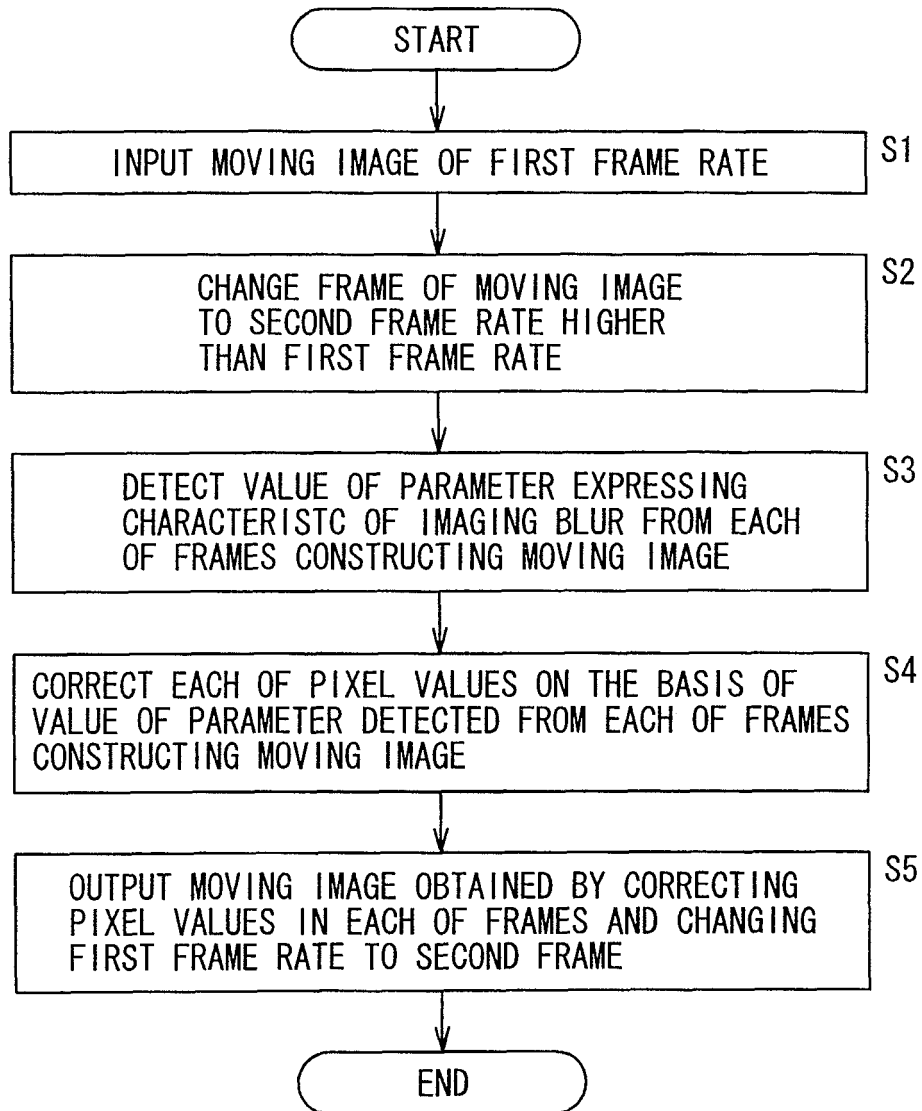 START
INPUT MOVING IMAGE OF FIRST FRAME RATE
S1
CHANGE FRAME OF MOVING IMAGE
TO SECOND FRAME RATE HIGHER
THAN FIRST FRAME RATE
S2
DETECT VALUE OF PARAMETER EXPRESSING
CHARACTERISTC OF IMAGING BLUR FROM EACH
OF FRAMES CONSTRUCTING MOVING IMAGE
S3
CORRECT EACH OF PIXEL VALUES ON THE BASIS OF
VALUE OF PARAMETER DETECTED FROM EACH OF FRAMES
CONSTRUCTING MOVING IMAGE
S4
OUTPUT MOVING IMAGE OBTAINED BY CORRECTING
PIXEL VALUES IN EACH OF FRAMES AND CHANGING
FIRST FRAME RATE TO SECOND FRAME
S5
END